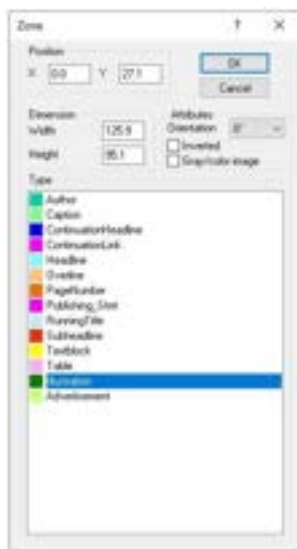 Zone ? ×
Position
X 0.0 Y 27.1
OK
Cancel
Dimension
Width 125.9
Height 95.1
Attributes
Orientation 0°
Inverted
Gray/color image
Type
Author
Caption
ContinuationHeadline
ContinuationLink
Headline
Overline
PageNumber
Publishing_Stmt
RunningTitle
Subheadline
Textblock
Table
Illustration
Advertisement